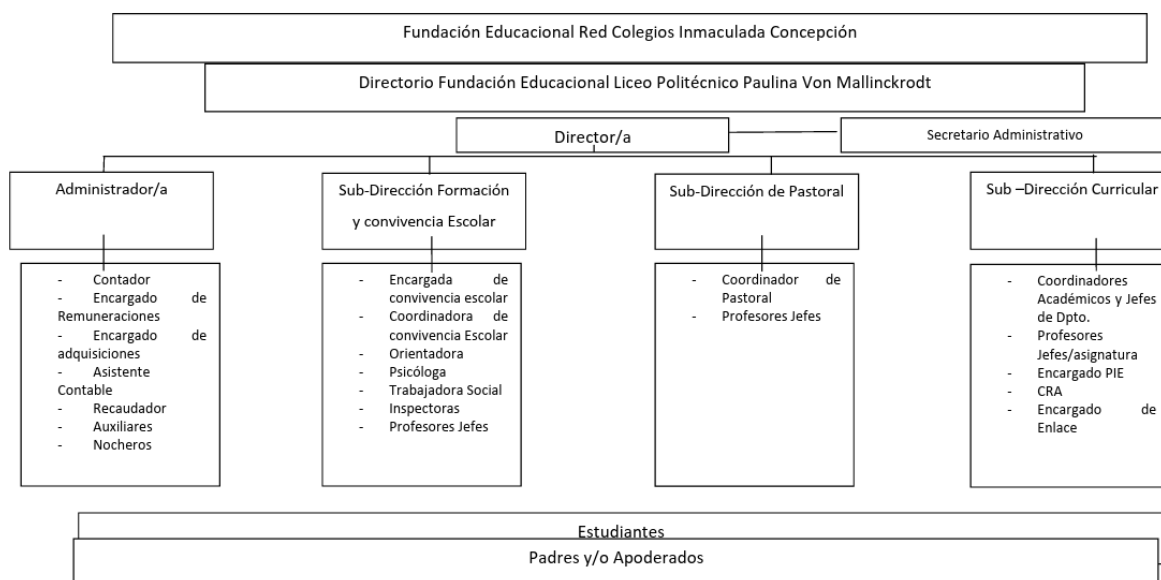 Fundación Educacional Red Colegios Inmaculada Concepción
Directorio Fundación Educacional Liceo Politécnico Paulina Von Mallinckrodt
Director/a
Secretario Administrativo
Administrador/a
Sub-Dirección Formación
y convivencia Escolar
Sub-Dirección de Pastoral
Sub –Dirección Curricular
- Contador
- Encargado de
Remuneraciones
- Encargado de
adquisiciones
- Asistente
Contable
- Recaudador
- Auxiliares
- Nocheros
- Encargada de
convivencia escolar
- Coordinadora de
convivencia Escolar
- Orientadora
- Psicóloga
- Trabajadora Social
- Inspectoras
- Profesores Jefes
- Coordinador de
Pastoral
- Profesores Jefes
- Coordinadores
Académicos y Jefes
de Dpto.
- Profesores
Jefes/asignatura
- Encargado PIE
- CRA
- Encargado de
Enlace
Estudiantes
Padres y/o Apoderados